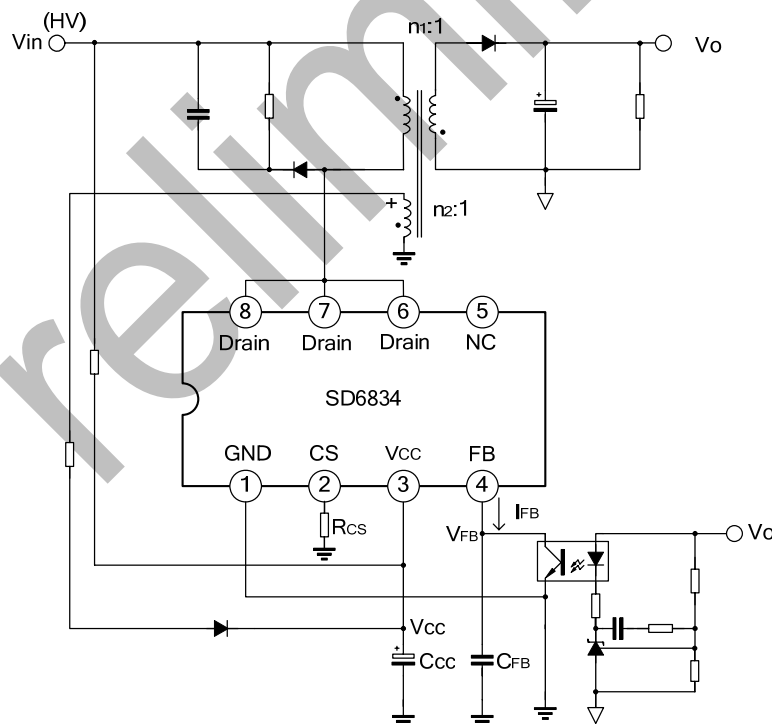 (HV)
Vin
n1:1
Vo
n2:1
+
+
8 7 6 5
Drain Drain Drain NC
SD6834
GND CS VCC FB
1 2 3 4
RCS
IFB
VFB
Vo
Vcc
+
CCC
CFB
relimi